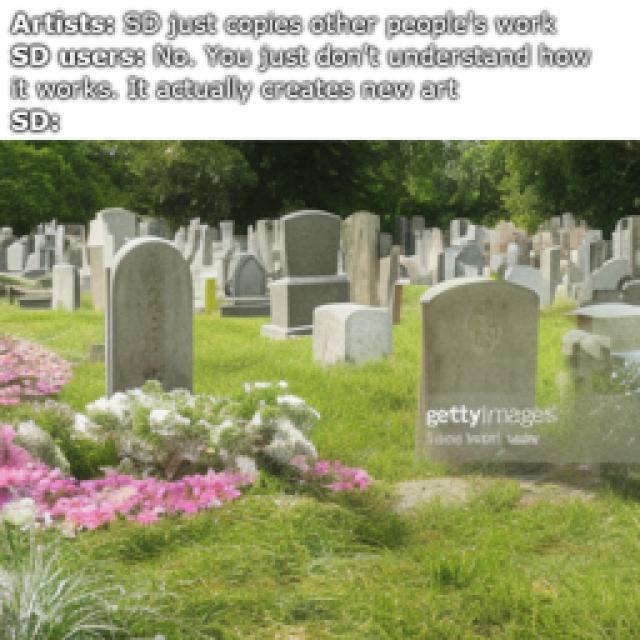 Artists: SD just copies other people's work
SD users: No. You just don't understand how
it works. It actually creates new art
SD:
gettyimages